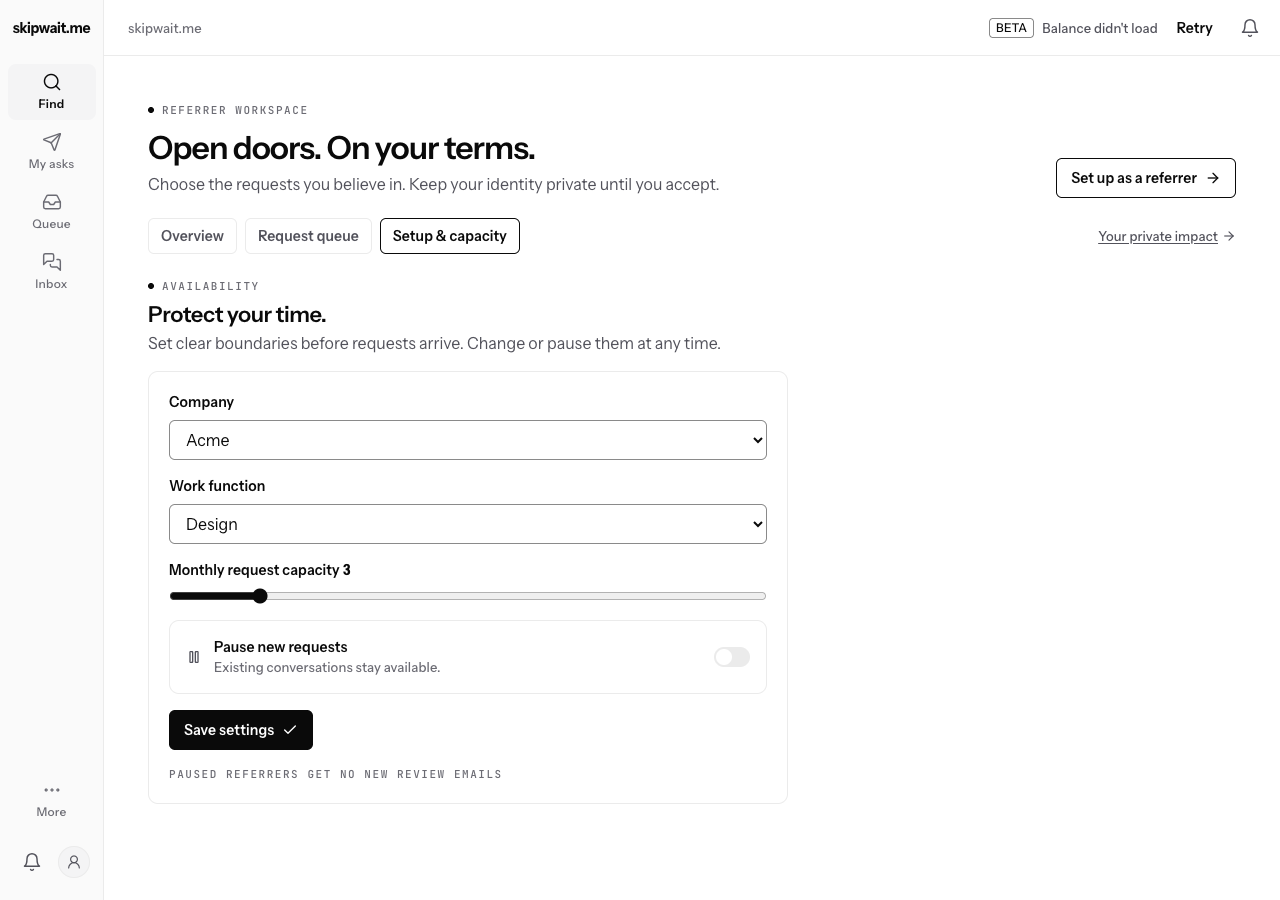 skipwait.me
Find
My asks
Queue
Inbox
More
skipwait.me
BETA Balance didn't load Retry
REFERRER WORKSPACE
Open doors. On your terms.
Choose the requests you believe in. Keep your identity private until you accept.
Set up as a referrer
Overview Request queue Setup & capacity
Your private impact
AVAILABILITY
Protect your time.
Set clear boundaries before requests arrive. Change or pause them at any time.
Company
Acme
Work function
Design
Monthly request capacity 3
Pause new requests
Existing conversations stay available.
Save settings
PAUSED REFERRERS GET NO NEW REVIEW EMAILS